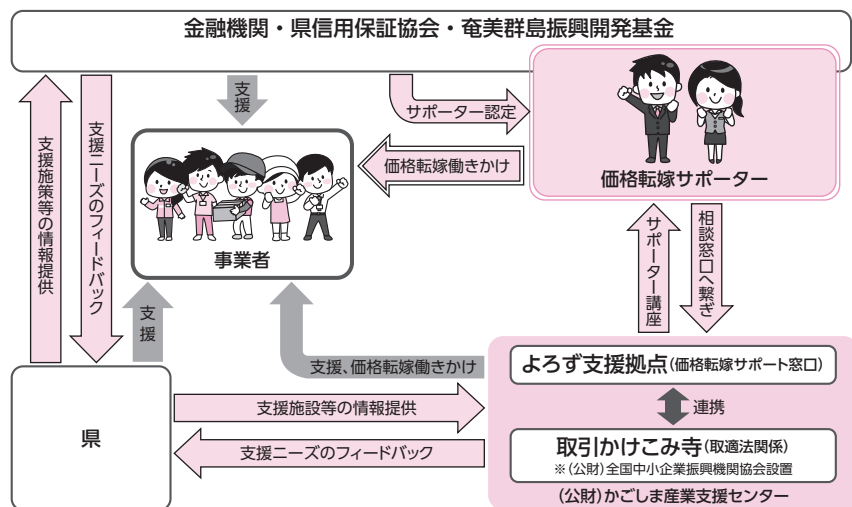 金融機関・県信用保証協会・奄美群島振興開発基金
支援
サポーター認定
価格転嫁働きかけ
価格転嫁サポーター
事業者
支援施策等の情報提供
支援ニーズのフィードバック
支援
サポーター講座
相談窓口へ繋ぎ
支援、価格転嫁働きかけ
県
支援施設等の情報提供
支援ニーズのフィードバック
よろず支援拠点(価格転嫁サポート窓口)
連携
取引かけこみ寺(取適法関係)
※(公財)全国中小企業振興機関協会設置
(公財)かごしま産業支援センター